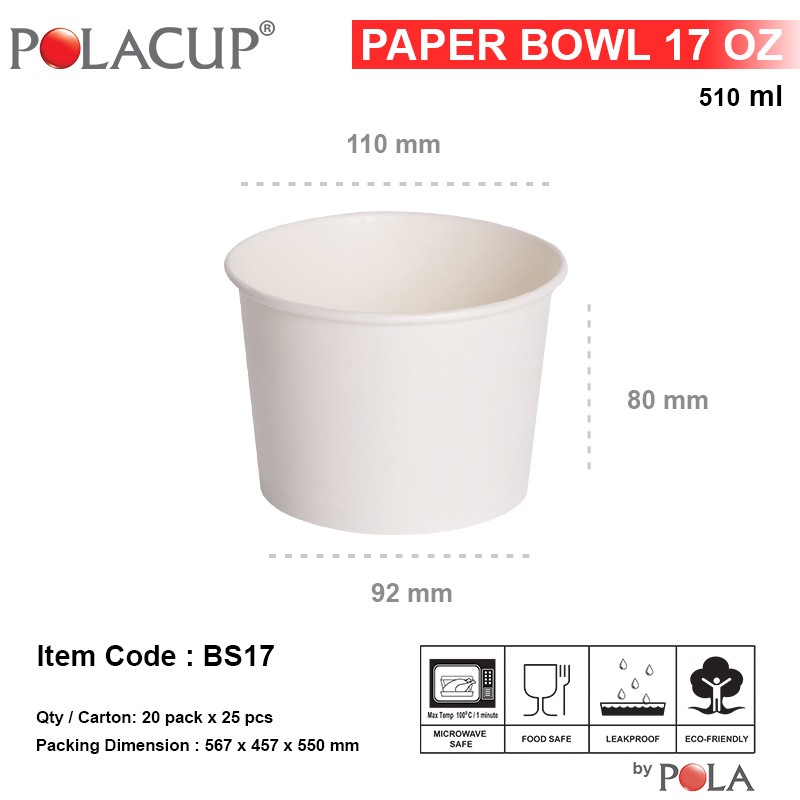 POLACUP®
PAPER BOWL 17 OZ
510 ml
110 mm
80 mm
92 mm
Item Code : BS17
Qty / Carton: 20 pack x 25 pcs
Packing Dimension : 567 x 457 x 550 mm
Max Temp 100°C / 1 minute
MICROWAVE
SAFE
FOOD SAFE
LEAKPROOF
ECO-FRIENDLY
by POLA